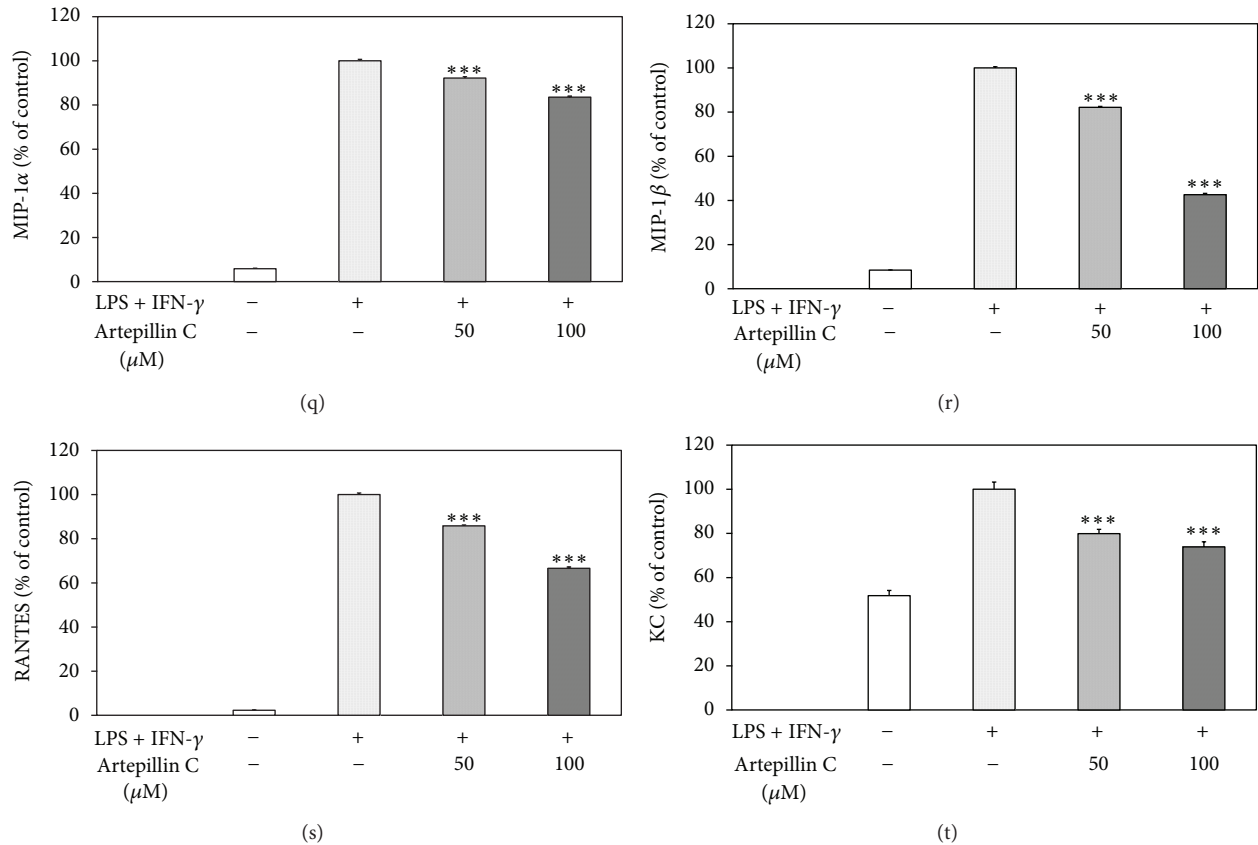 120
100
80
60
40
20
0
MIP-1α (% of control)
***
***
LPS + IFN-γ − + + +
Artepillin C − − 50 100
(μM)
(q)
120
100
80
60
40
20
0
MIP-1β (% of control)
***
***
LPS + IFN-γ − + + +
Artepillin C − − 50 100
(μM)
(r)
120
100
80
60
40
20
0
RANTES (% of control)
***
***
LPS + IFN-γ − + + +
Artepillin C − − 50 100
(μM)
(s)
120
100
80
60
40
20
0
KC (% of control)
***
***
LPS + IFN-γ − + + +
Artepillin C − − 50 100
(μM)
(t)